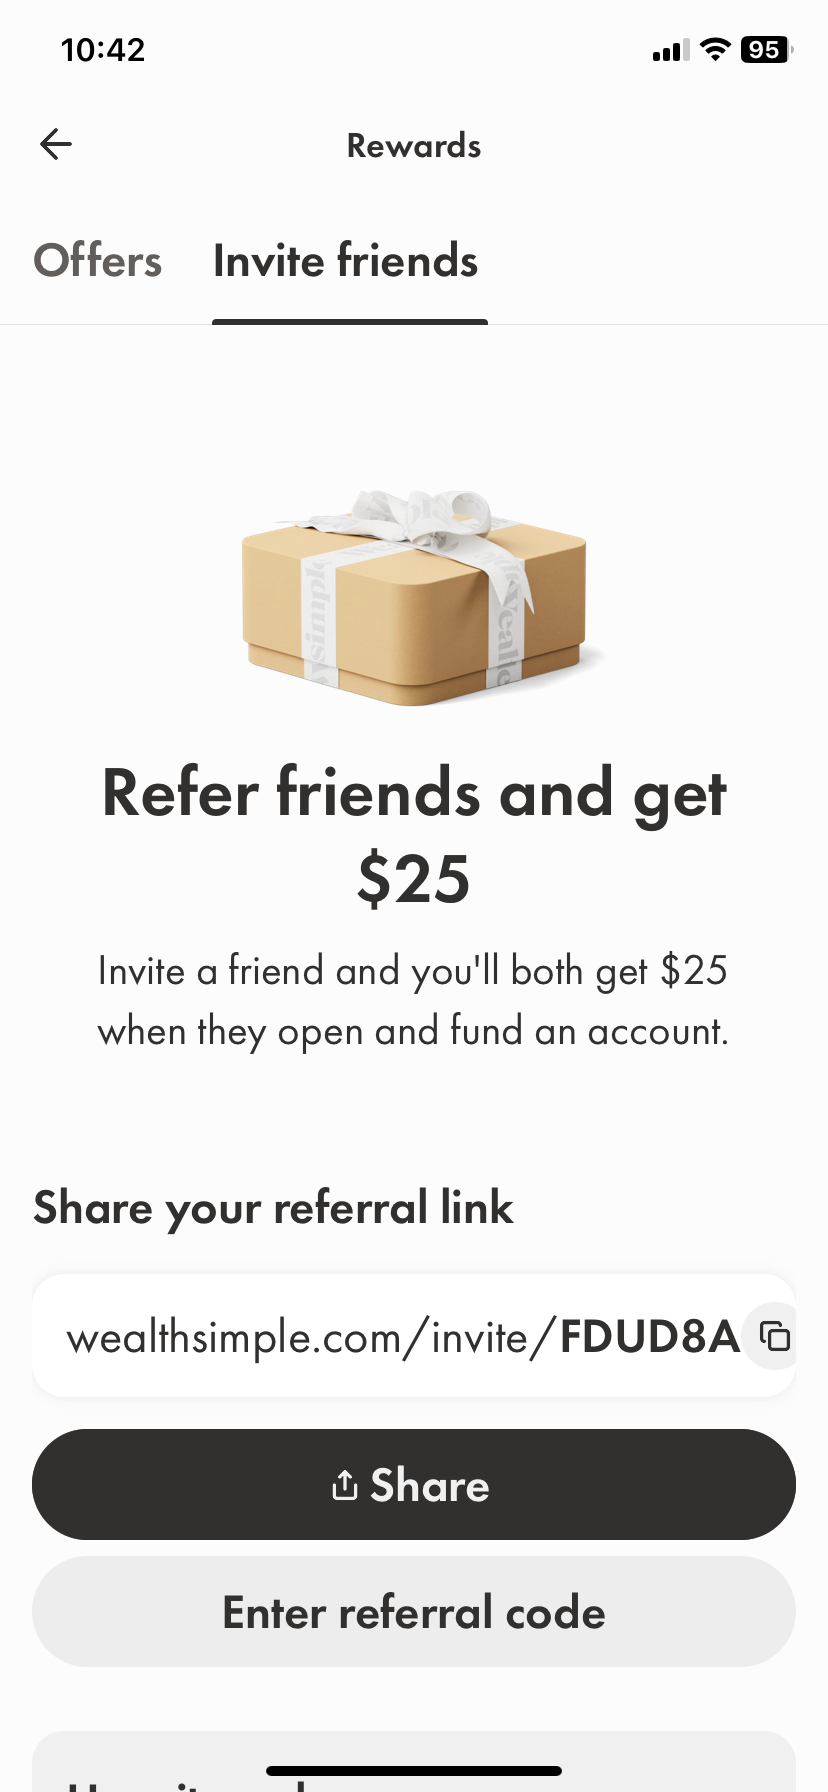 10:42
95
Rewards
Offers
Invite friends
Refer friends and get
$25
Invite a friend and you'll both get $25
when they open and fund an account.
Share your referral link
wealthsimple.com/invite/FDUD8A
Share
Enter referral code